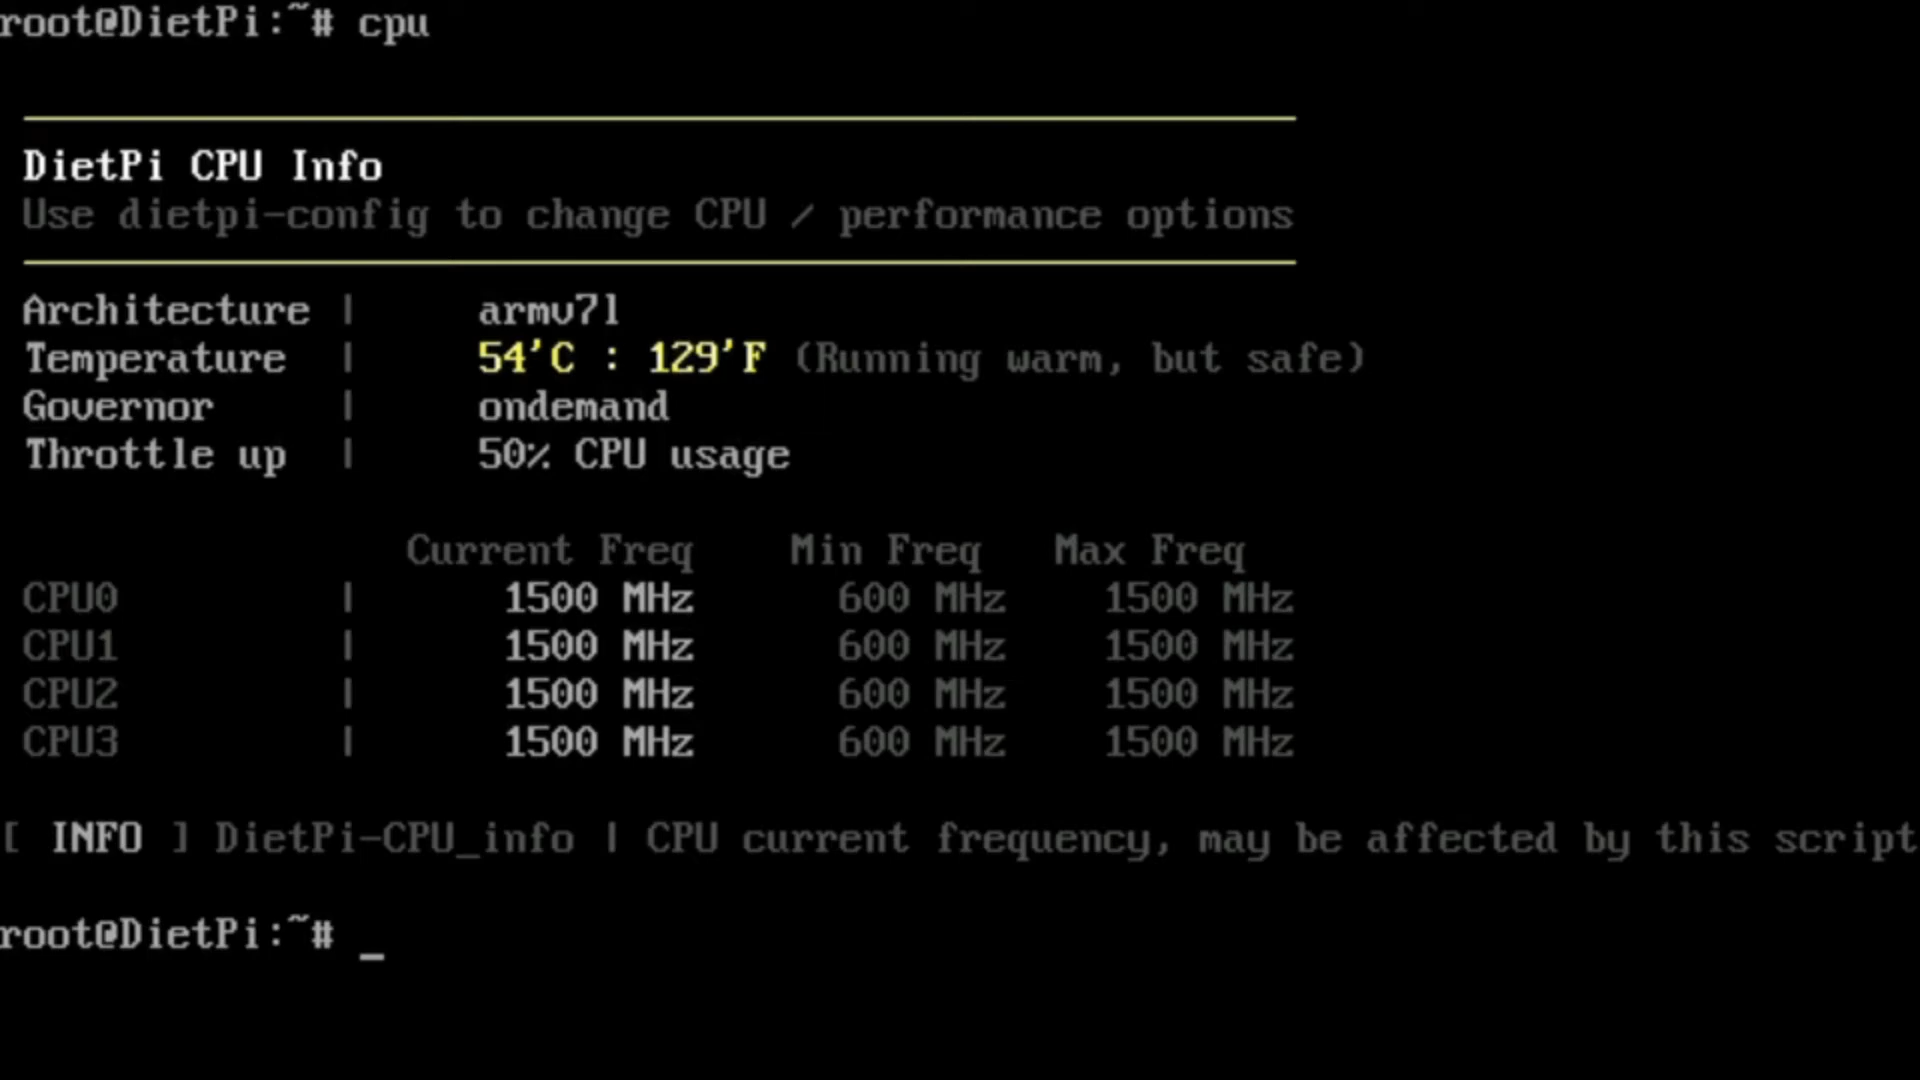 root@DietPi:~# cpu
DietPi CPU Info
Use dietpi-config to change CPU / performance options
Architecture | armv7l
Temperature | 54'C : 129'F (Running warm, but safe)
Governor | ondemand
Throttle up | 50% CPU usage
Current Freq Min Freq Max Freq
CPU0 | 1500 MHz 600 MHz 1500 MHz
CPU1 | 1500 MHz 600 MHz 1500 MHz
CPU2 | 1500 MHz 600 MHz 1500 MHz
CPU3 | 1500 MHz 600 MHz 1500 MHz
[ INFO ] DietPi-CPU_info | CPU current frequency, may be affected by this script
root@DietPi:~# _